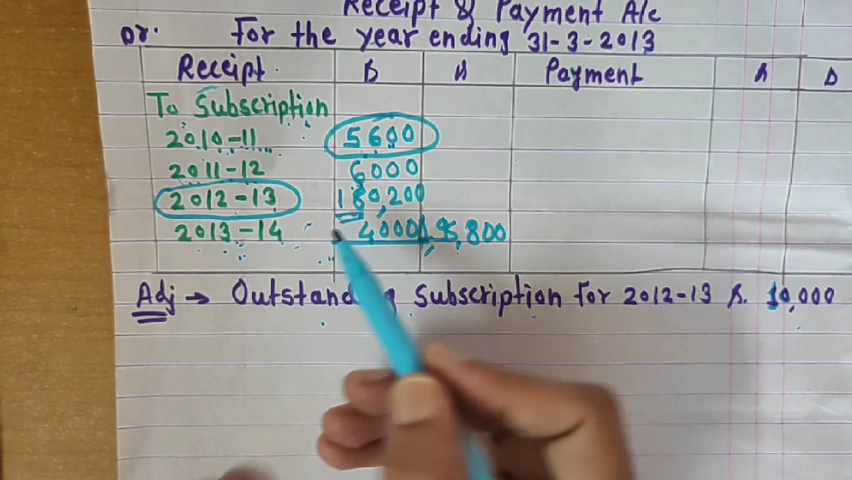 Receipt & Payment A/c
Dr. For the year ending 31-3-2013
Receipt ₨ ₨ Payment ₨ ₨
To Subscription
2010-11 5600
2011-12 6000
2012-13 180,200
2013-14 4000 195,800
Adj → Outstanding subscription for 2012-13 ₨. 10,000